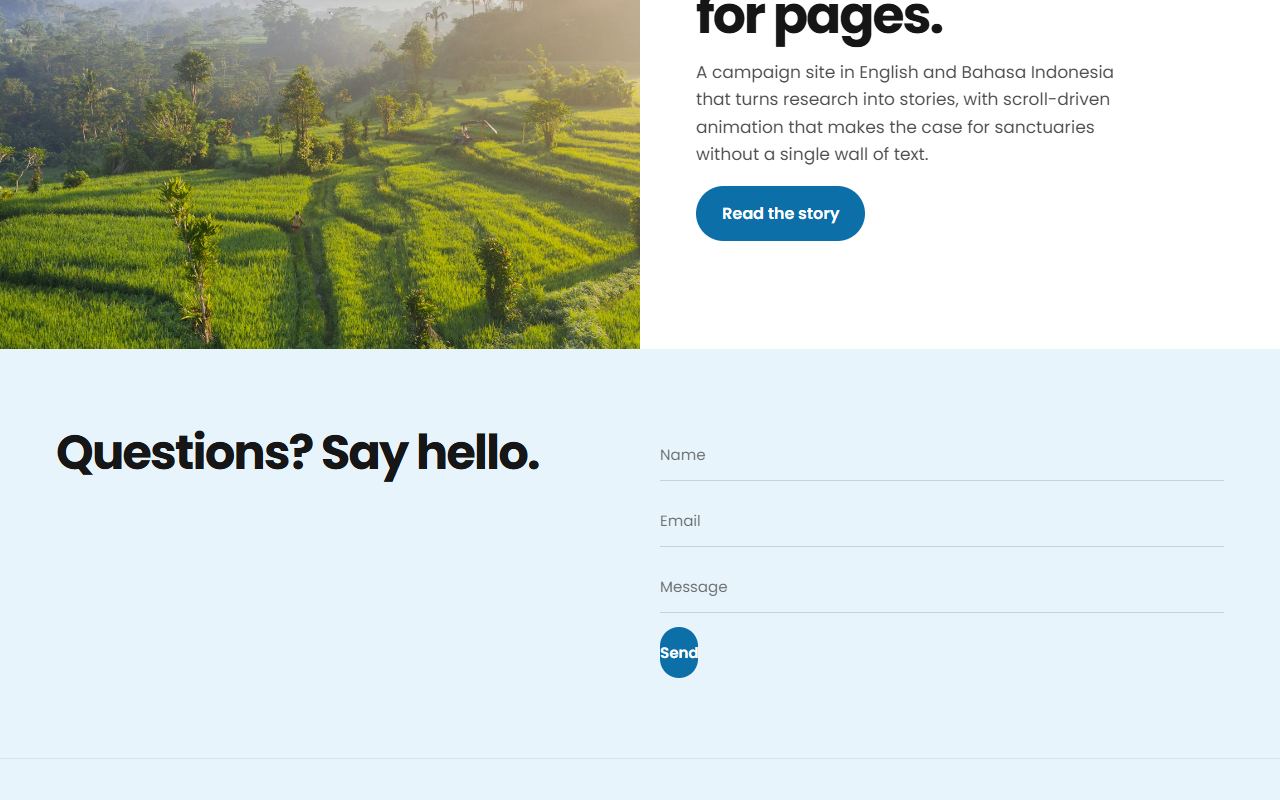 for pages.
A campaign site in English and Bahasa Indonesia
that turns research into stories, with scroll-driven
animation that makes the case for sanctuaries
without a single wall of text.
Read the story
Questions? Say hello.
Name
Email
Message
Send